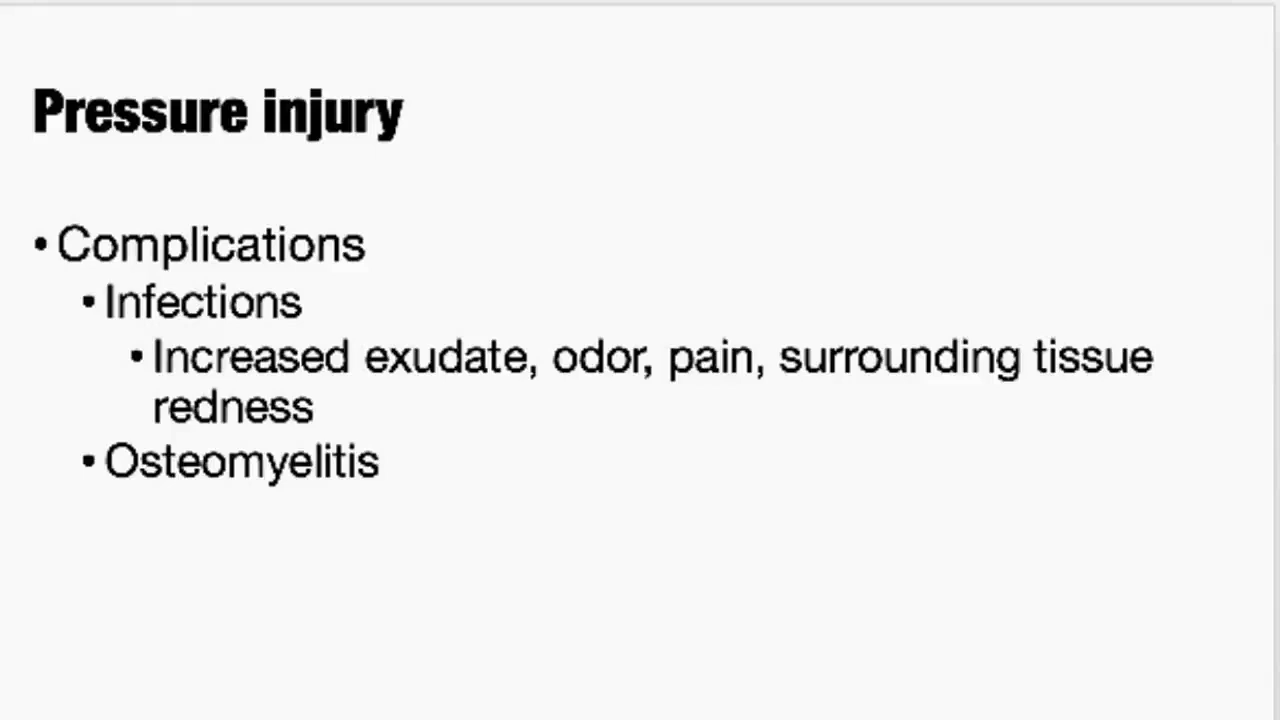 Pressure injury
• Complications
• Infections
• Increased exudate, odor, pain, surrounding tissue
redness
• Osteomyelitis